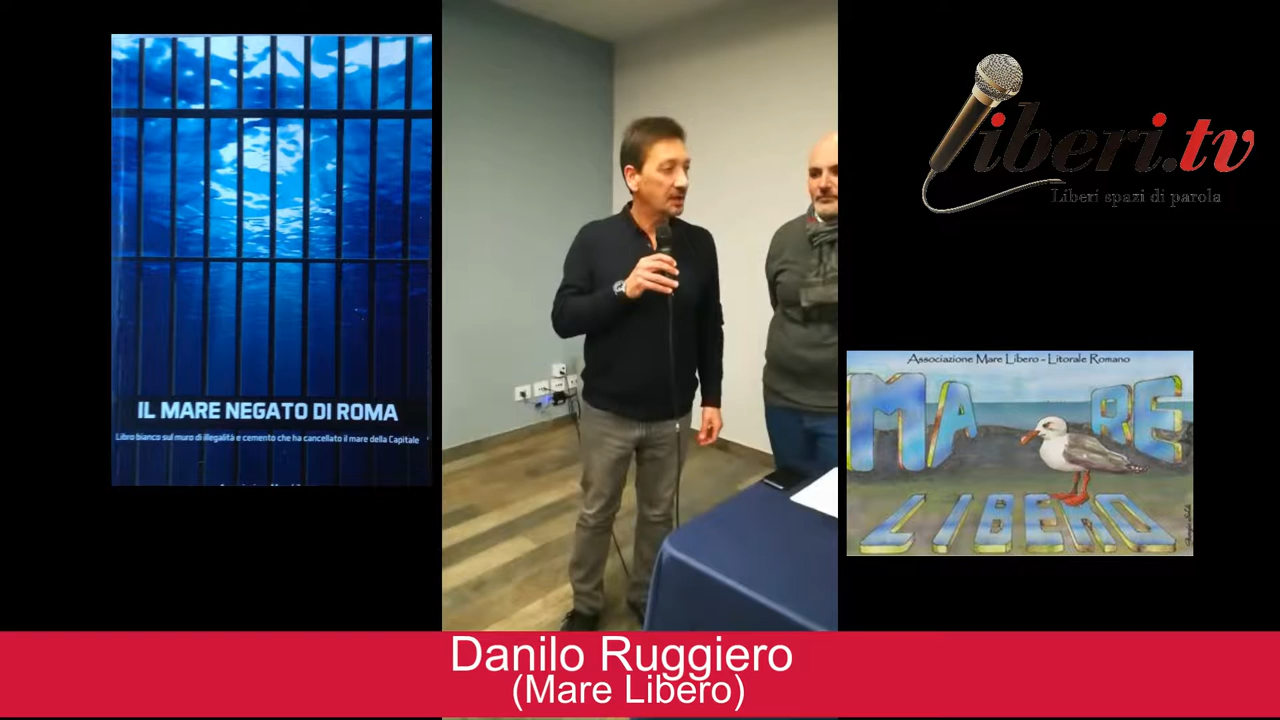 IL MARE NEGATO DI ROMA
Libro bianco sul muro di illegalità e cemento che ha cancellato il mare della Capitale
liberi.tv
Liberi spazi di parola
Associazione Mare Libero - Litorale Romano
MARE
LIBERO
Danilo Ruggiero
(Mare Libero)